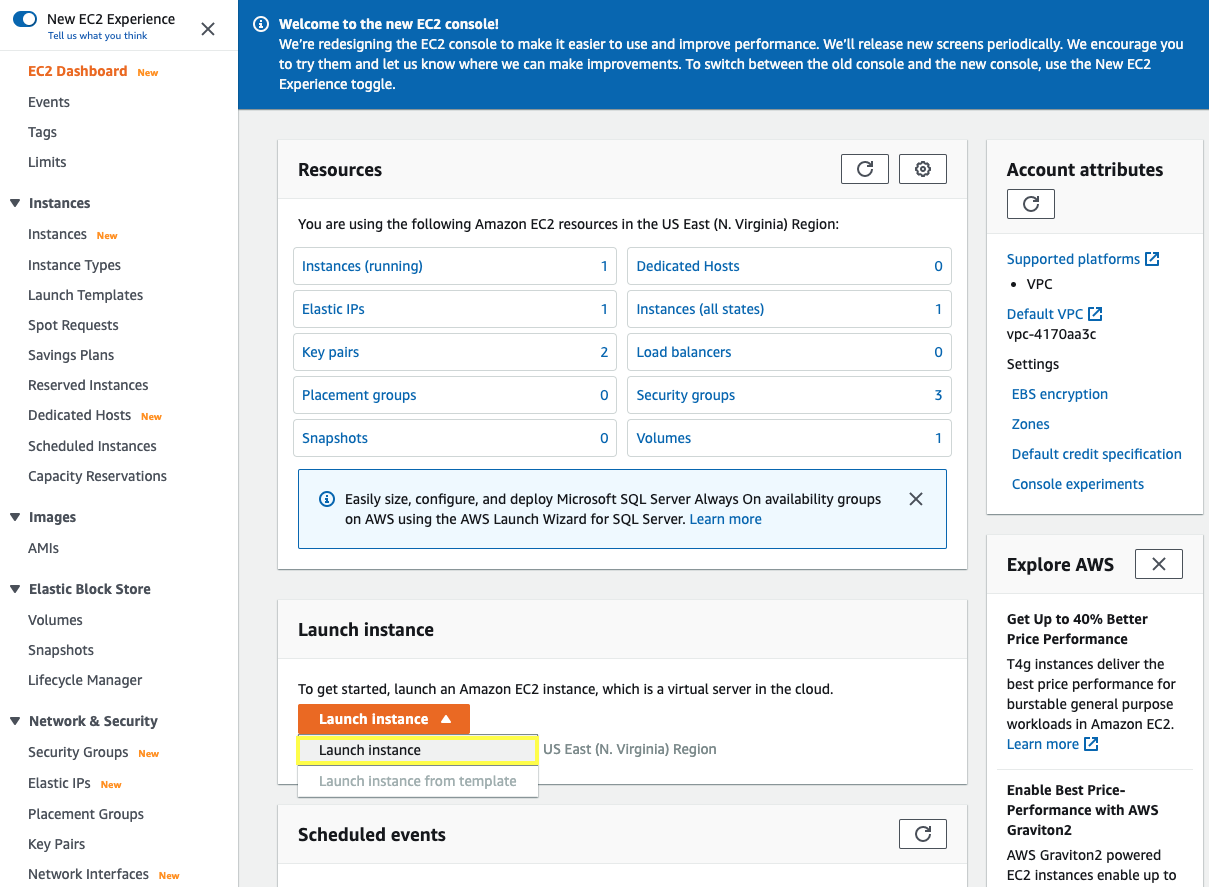 New EC2 Experience
Tell us what you think
EC2 Dashboard New
Events
Tags
Limits
Instances
Instances New
Instance Types
Launch Templates
Spot Requests
Savings Plans
Reserved Instances
Dedicated Hosts New
Scheduled Instances
Capacity Reservations
Images
AMIs
Elastic Block Store
Volumes
Snapshots
Lifecycle Manager
Network & Security
Security Groups New
Elastic IPs New
Placement Groups
Key Pairs
Network Interfaces New
Welcome to the new EC2 console!
We're redesigning the EC2 console to make it easier to use and improve performance. We'll release new screens periodically. We encourage you
to try them and let us know where we can make improvements. To switch between the old console and the new console, use the New EC2
Experience toggle.
Resources
You are using the following Amazon EC2 resources in the US East (N. Virginia) Region:
Instances (running) 1
Dedicated Hosts 0
Elastic IPs 1
Instances (all states) 1
Key pairs 2
Load balancers 0
Placement groups 0
Security groups 3
Snapshots 0
Volumes 1
Easily size, configure, and deploy Microsoft SQL Server Always On availability groups
on AWS using the AWS Launch Wizard for SQL Server. Learn more
Launch instance
To get started, launch an Amazon EC2 instance, which is a virtual server in the cloud.
Launch instance
Launch instance
US East (N. Virginia) Region
Launch instance from template
Scheduled events
Account attributes
Supported platforms
• VPC
Default VPC
vpc-4170aa3c
Settings
EBS encryption
Zones
Default credit specification
Console experiments
Explore AWS
Get Up to 40% Better
Price Performance
T4g instances deliver the
best price performance for
burstable general purpose
workloads in Amazon EC2.
Learn more
Enable Best Price-
Performance with AWS
Graviton2
AWS Graviton2 powered
EC2 instances enable up to